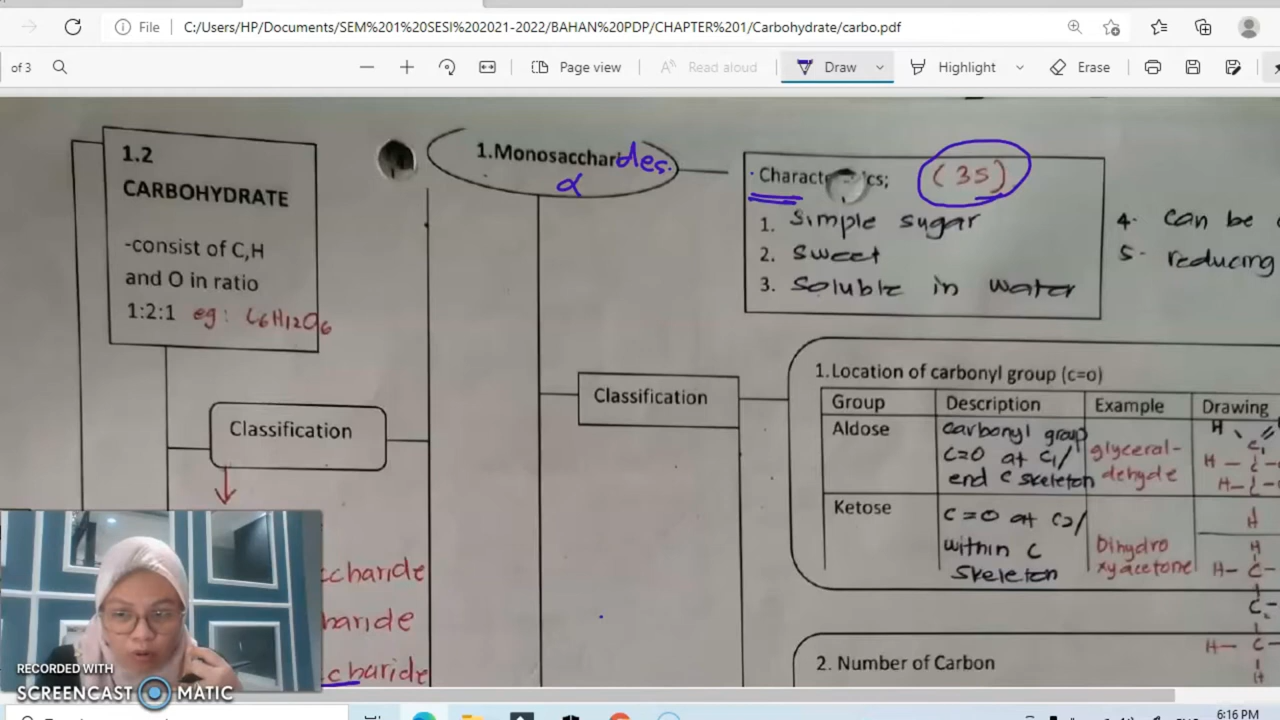 File
C:/Users/HP/Documents/SEM%201%20SESI%202021-2022/BAHAN%20PDP/CHAPTER%201/Carbohydrate/carbo.pdf
of 3
Page view
Read aloud
Draw
Highlight
Erase
1.2
CARBOHYDRATE
-consist of C,H
and O in ratio
1:2:1 eg: C6H12O6
Classification
ccharide
haride
ccharide
1.Monosaccharides.
α
Characte cs; (3S)
1. Simple sugar
2. Sweet
3. Soluble in water
4. can be
5. reducing
Classification
1.Location of carbonyl group (c=o)
Group Description Example Drawing
Aldose carbonyl group C=O at C1/ end C skeleton glyceral-dehyde
Ketose C=O at C2/ within C skeleton Dihydro xyacetone
H
C1
H-C-
H-C-
H
H
H-C-
C2
H-C-
H
2. Number of Carbon
RECORDED WITH
SCREENCAST MATIC
6:16 PM